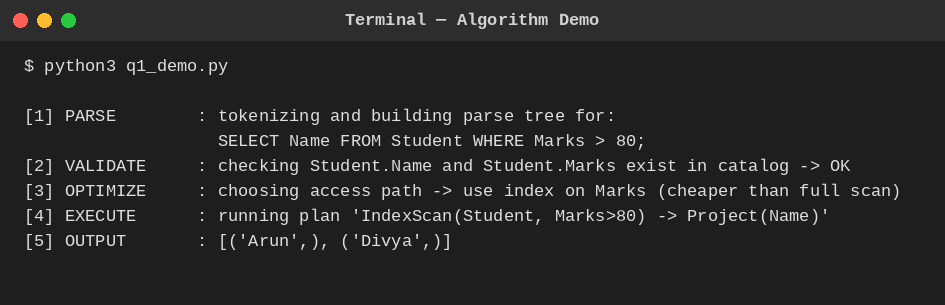 Terminal — Algorithm Demo
$ python3 q1_demo.py
[1] PARSE        : tokenizing and building parse tree for:
                   SELECT Name FROM Student WHERE Marks > 80;
[2] VALIDATE     : checking Student.Name and Student.Marks exist in catalog -> OK
[3] OPTIMIZE     : choosing access path -> use index on Marks (cheaper than full scan)
[4] EXECUTE      : running plan 'IndexScan(Student, Marks>80) -> Project(Name)'
[5] OUTPUT       : [('Arun',), ('Divya',)]